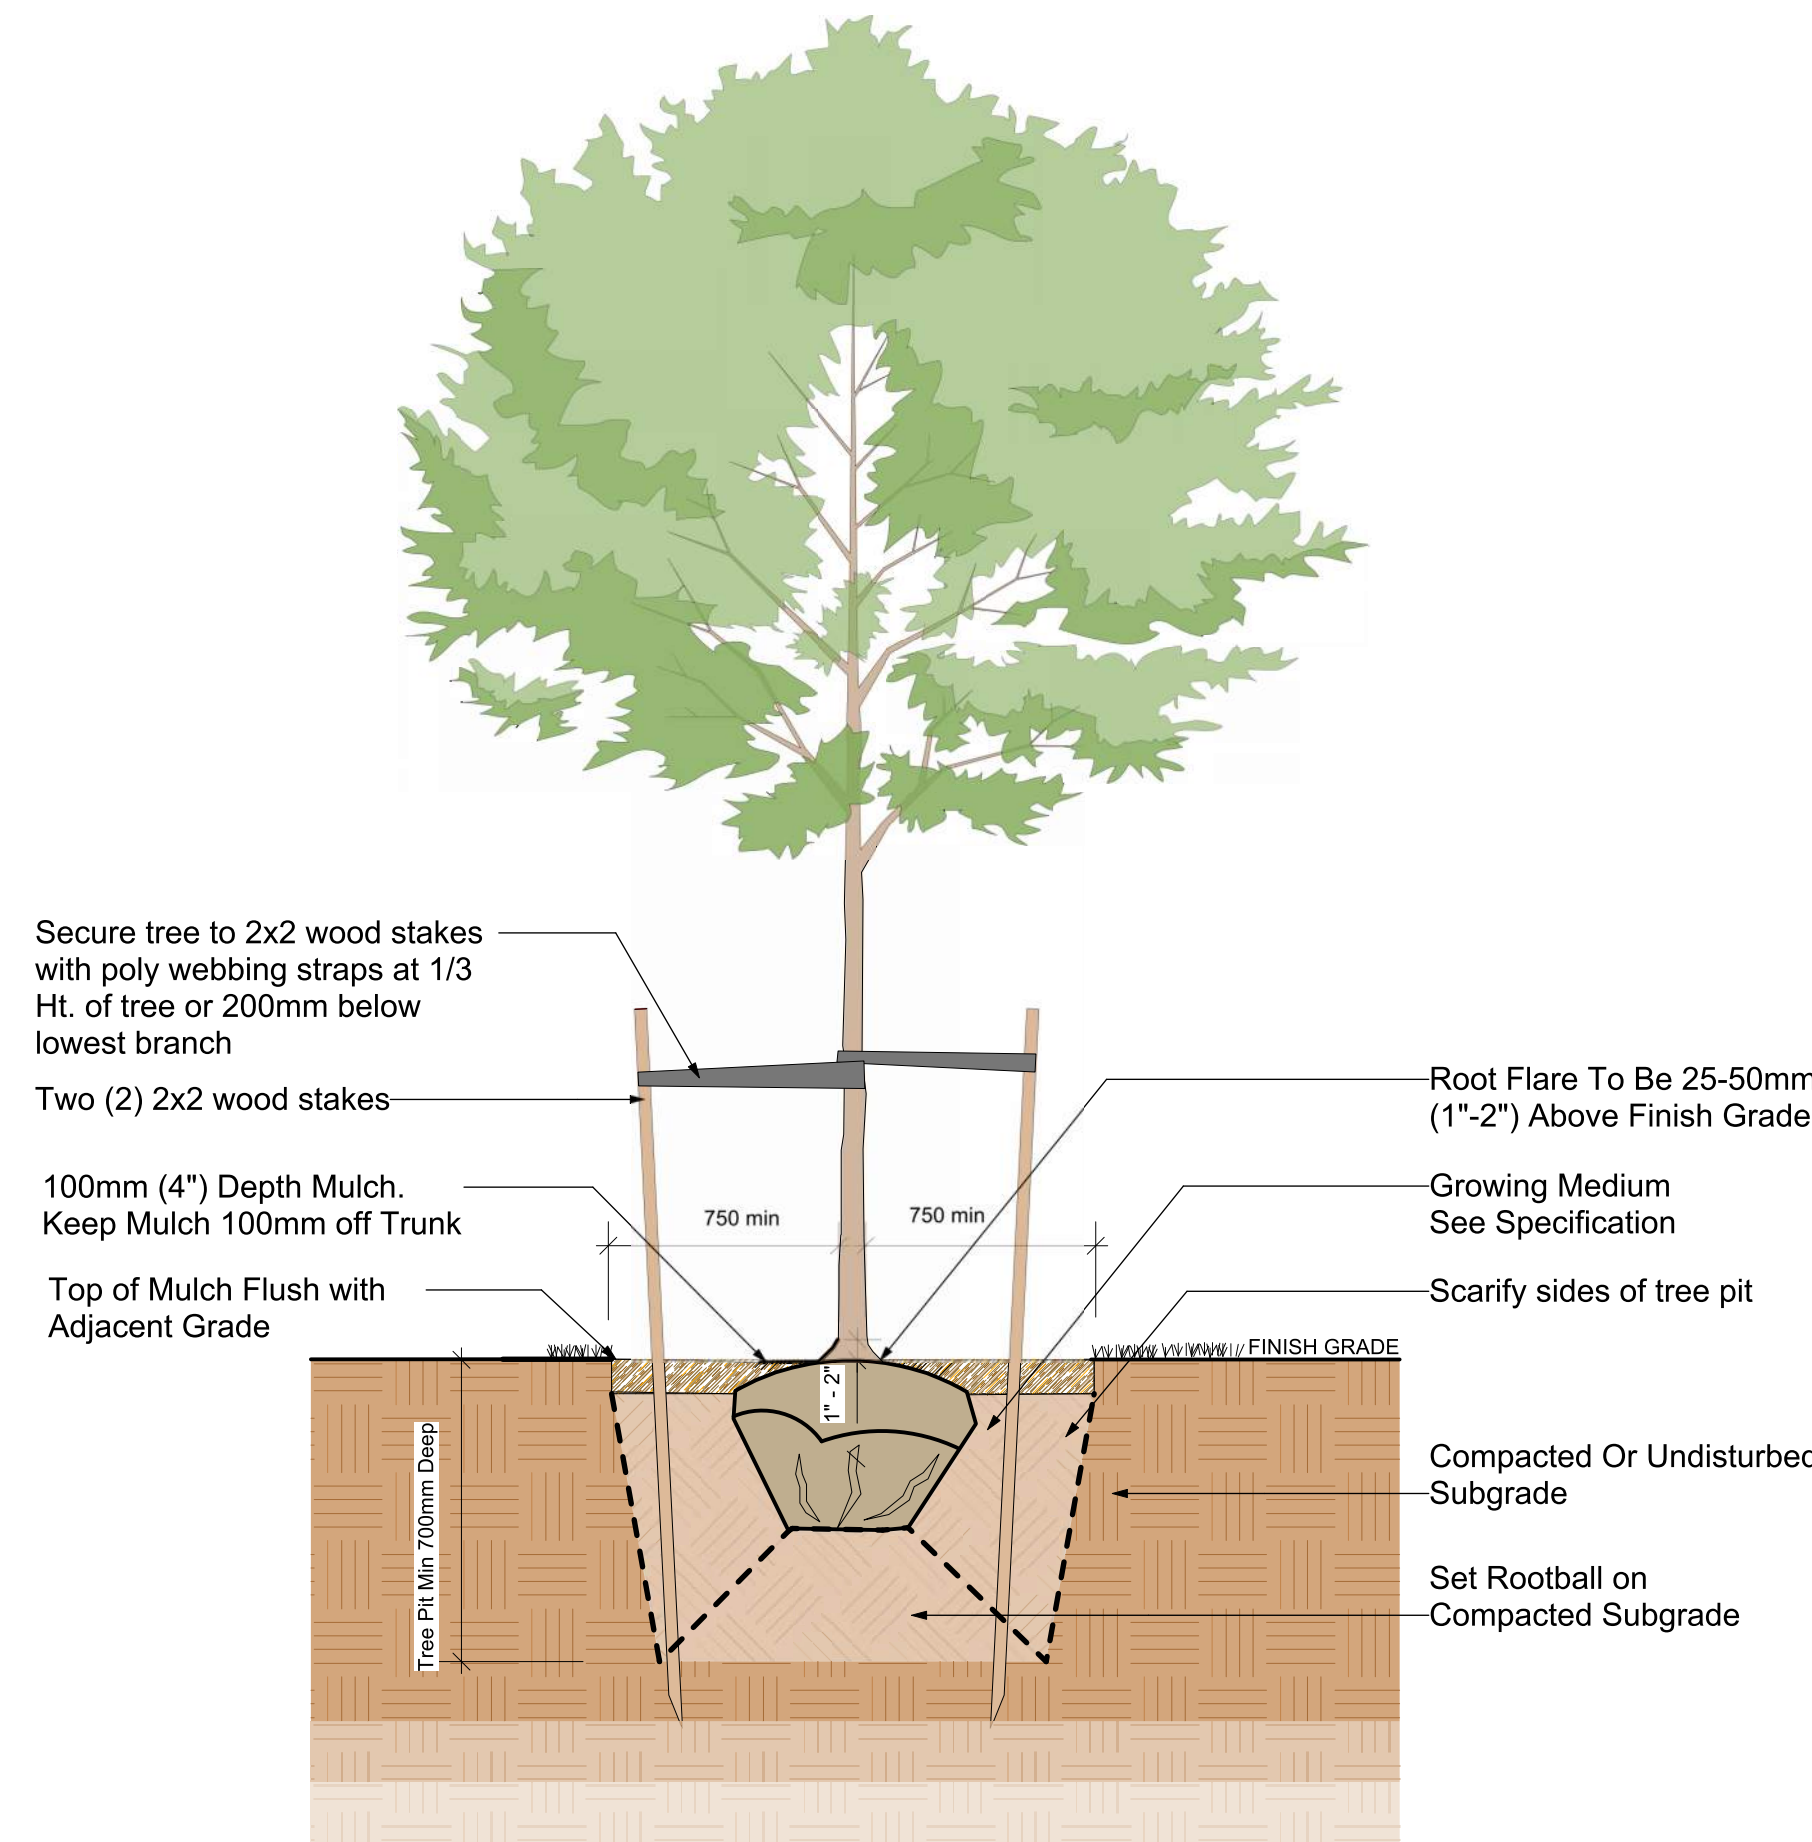 Secure tree to 2x2 wood stakes
with poly webbing straps at 1/3
Ht. of tree or 200mm below
lowest branch
Two (2) 2x2 wood stakes
100mm (4") Depth Mulch.
Keep Mulch 100mm off Trunk
Top of Mulch Flush with
Adjacent Grade
750 min
750 min
Root Flare To Be 25-50mm
(1"-2") Above Finish Grade
Growing Medium
See Specification
Scarify sides of tree pit
FINISH GRADE
1" - 2"
Tree Pit Min 700mm Deep
Compacted Or Undisturbed
Subgrade
Set Rootball on
Compacted Subgrade